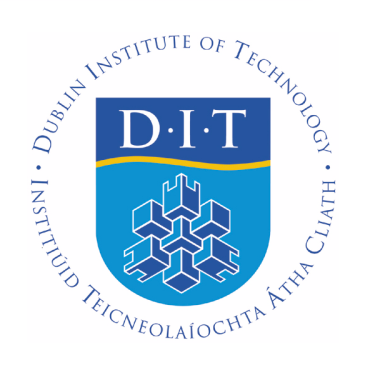 Dublin Institute of Technology
D·I·T
Institiúid Teicneolaíochta Átha Cliath